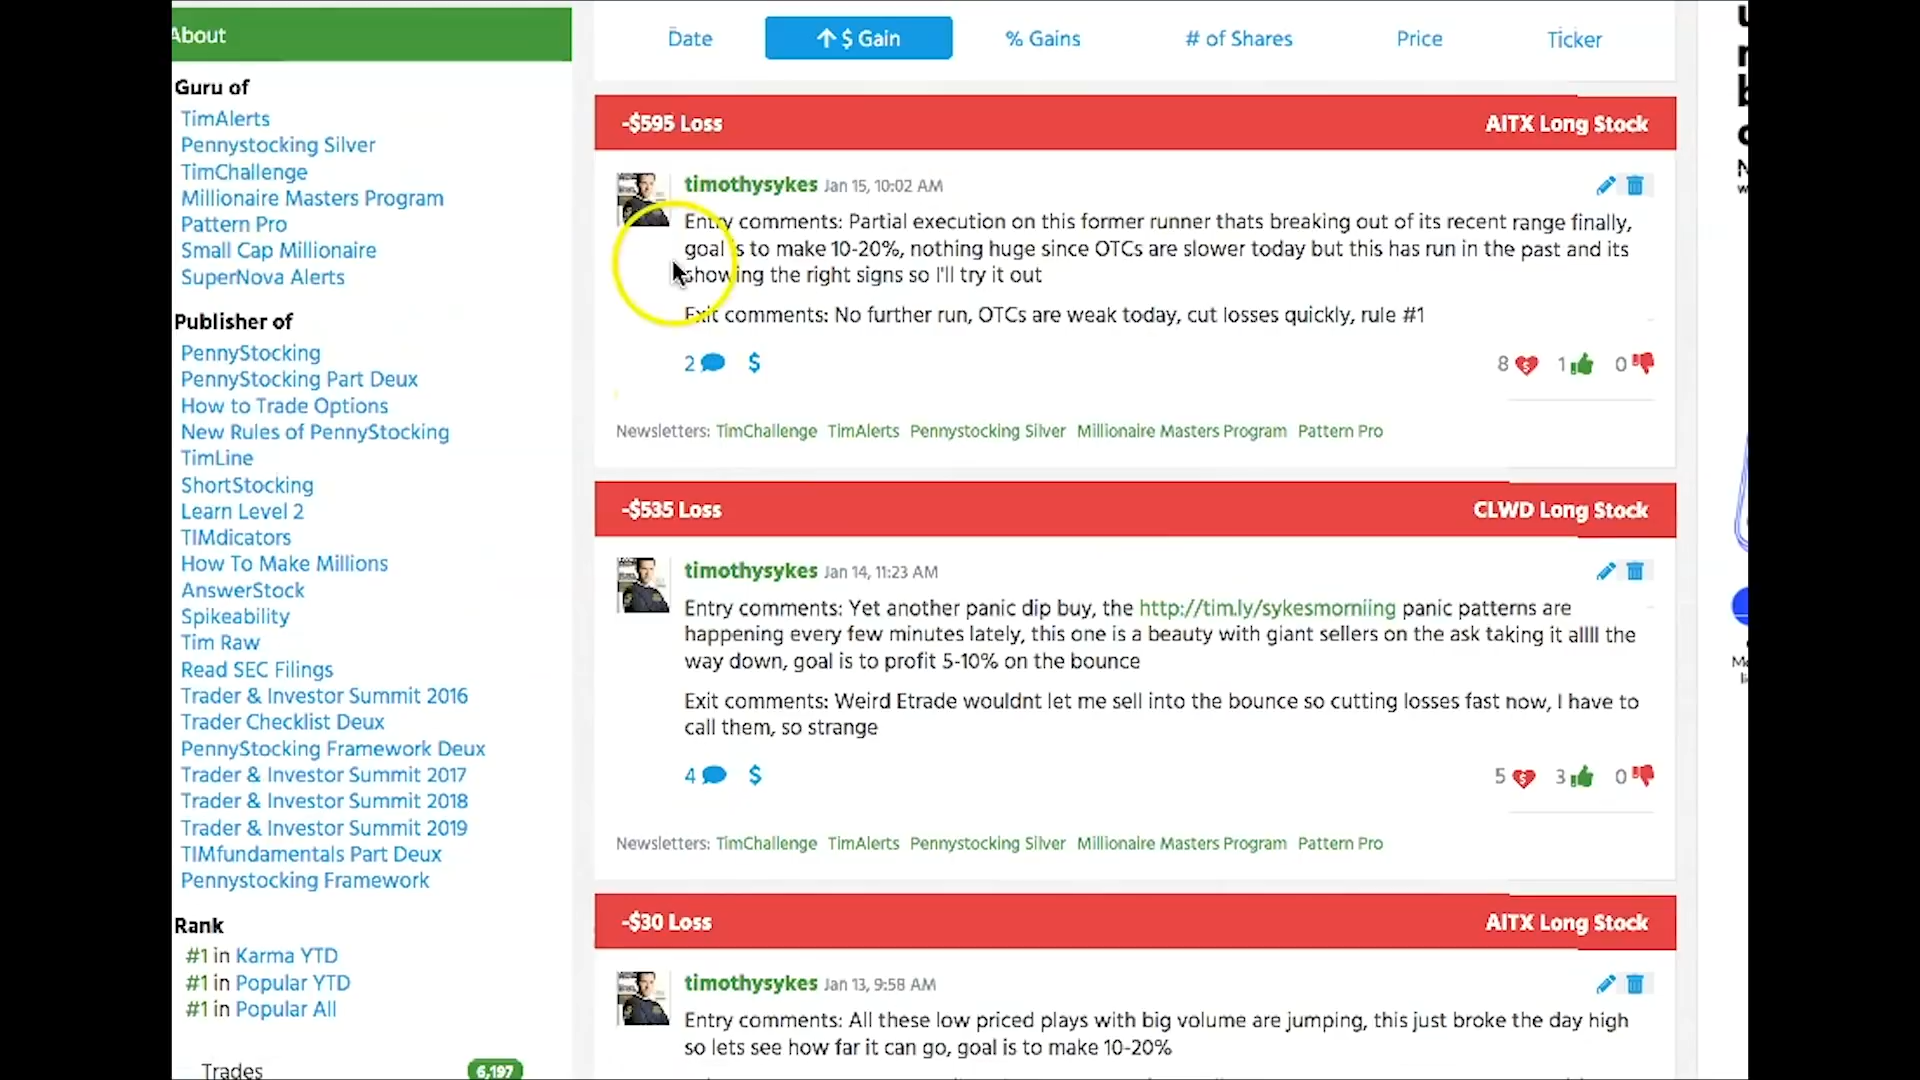 About
Guru of
TimAlerts
Pennystocking Silver
TimChallenge
Millionaire Masters Program
Pattern Pro
Small Cap Millionaire
SuperNova Alerts
Publisher of
PennyStocking
PennyStocking Part Deux
How to Trade Options
New Rules of PennyStocking
TimLine
ShortStocking
Learn Level 2
TIMdicators
How To Make Millions
AnswerStock
Spikeability
Tim Raw
Read SEC Filings
Trader & Investor Summit 2016
Trader Checklist Deux
PennyStocking Framework Deux
Trader & Investor Summit 2017
Trader & Investor Summit 2018
Trader & Investor Summit 2019
TIMfundamentals Part Deux
Pennystocking Framework
Rank
#1 in Karma YTD
#1 in Popular YTD
#1 in Popular All
Trades 6,197
Date $ Gain % Gains # of Shares Price Ticker
-$595 Loss AITX Long Stock
timothysykes Jan 15, 10:02 AM
Entry comments: Partial execution on this former runner thats breaking out of its recent range finally,
goal is to make 10-20%, nothing huge since OTCs are slower today but this has run in the past and its
showing the right signs so I'll try it out
Exit comments: No further run, OTCs are weak today, cut losses quickly, rule #1
2 $ 8 1 0
Newsletters: TimChallenge TimAlerts Pennystocking Silver Millionaire Masters Program Pattern Pro
-$535 Loss CLWD Long Stock
timothysykes Jan 14, 11:23 AM
Entry comments: Yet another panic dip buy, the http://tim.ly/sykesmorniing panic patterns are
happening every few minutes lately, this one is a beauty with giant sellers on the ask taking it allll the
way down, goal is to profit 5-10% on the bounce
Exit comments: Weird Etrade wouldnt let me sell into the bounce so cutting losses fast now, I have to
call them, so strange
4 $ 5 3 0
Newsletters: TimChallenge TimAlerts Pennystocking Silver Millionaire Masters Program Pattern Pro
-$30 Loss AITX Long Stock
timothysykes Jan 13, 9:58 AM
Entry comments: All these low priced plays with big volume are jumping, this just broke the day high
so lets see how far it can go, goal is to make 10-20%